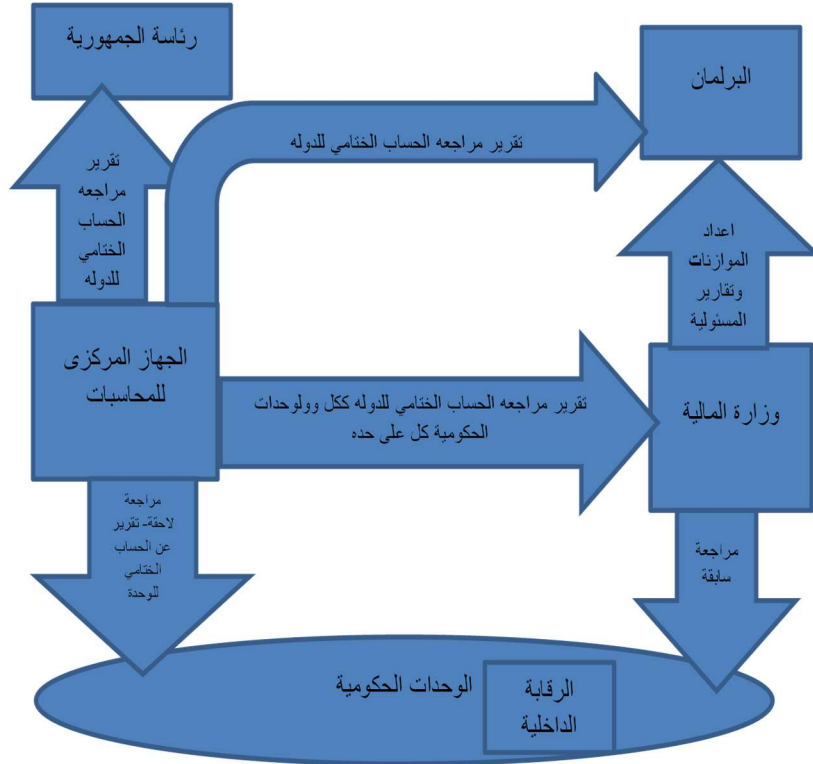 رئاسة الجمهورية
البرلمان
تقرير مراجعه الحساب الختامي للدوله
تقرير
مراجعه
الحساب
الختامي
للدوله
اعداد
الموازنات
وتقارير
المسئولية
الجهاز المركزى
للمحاسبات
تقرير مراجعه الحساب الختامي للدوله ككل وولوحدات
الحكومية كل على حده
وزارة المالية
مراجعة
لاحقة- تقرير
عن الحساب
الختامي
للوحدة
مراجعة
سابقة
الوحدات الحكومية
الرقابة
الداخلية